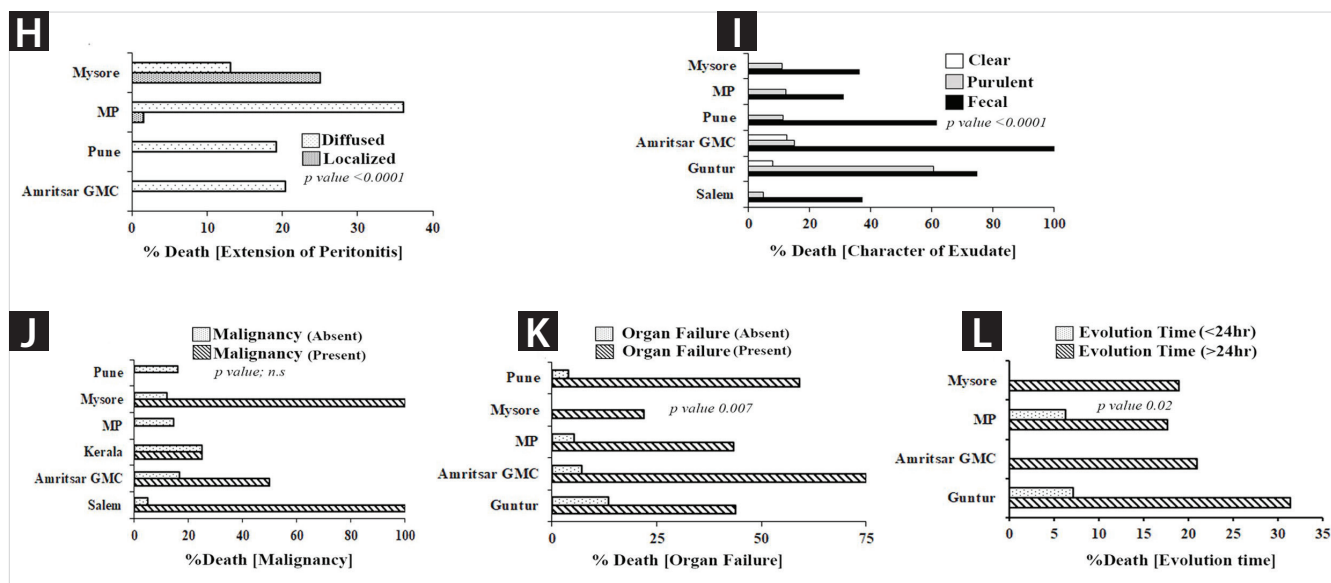 H
Mysore
MP
Pune
Amritsar GMC
Diffused
Localized
p value <0.0001
0 10 20 30 40
% Death [Extension of Peritonitis]
I
Mysore
MP
Pune
Amritsar GMC
Guntur
Salem
Clear
Purulent
Fecal
p value <0.0001
0 20 40 60 80 100
% Death [Character of Exudate]
J
Malignancy (Absent)
Malignancy (Present)
p value; n.s
Pune
Mysore
MP
Kerala
Amritsar GMC
Salem
0 20 40 60 80 100
%Death [Malignancy]
K
Organ Failure (Absent)
Organ Failure (Present)
Pune
Mysore
MP
Amritsar GMC
Guntur
p value 0.007
0 25 50 75
% Death [Organ Failure]
L
Evolution Time (<24hr)
Evolution Time (>24hr)
Mysore
MP
Amritsar GMC
Guntur
p value 0.02
0 5 10 15 20 25 30 35
%Death [Evolution time]